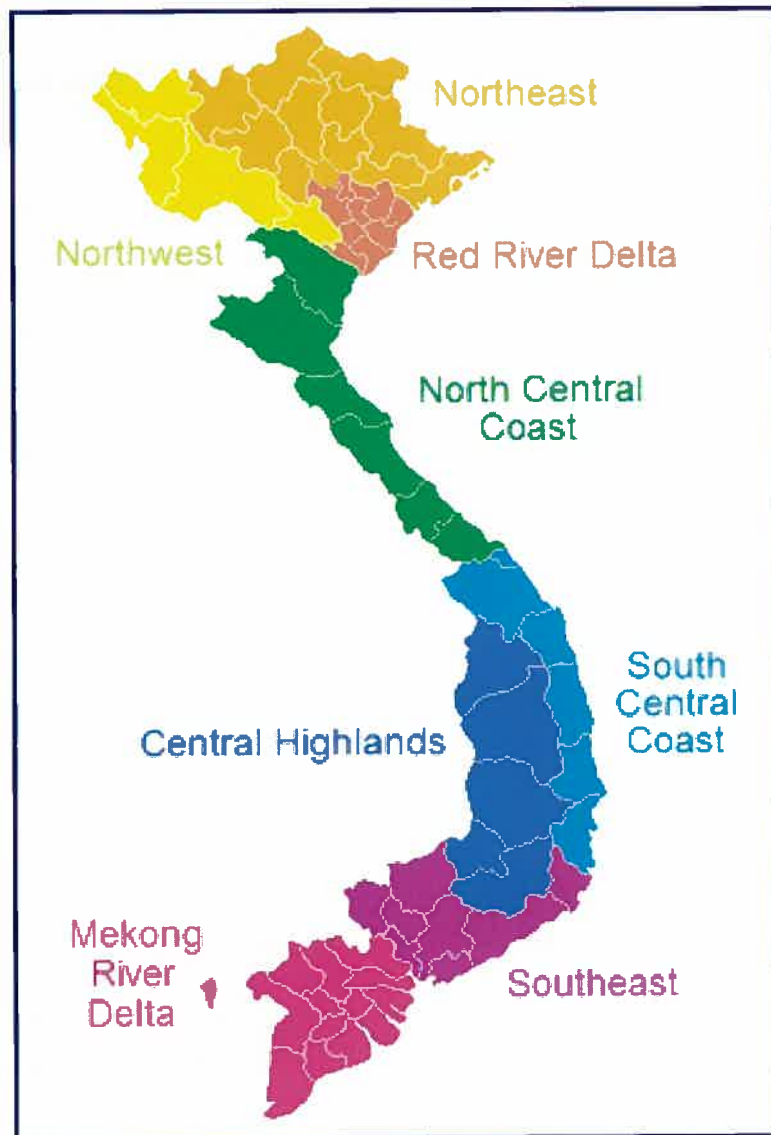 Northeast
Northwest
Red River Delta
North Central
Coast
South
Central
Coast
Central Highlands
Mekong
River
Delta
Southeast